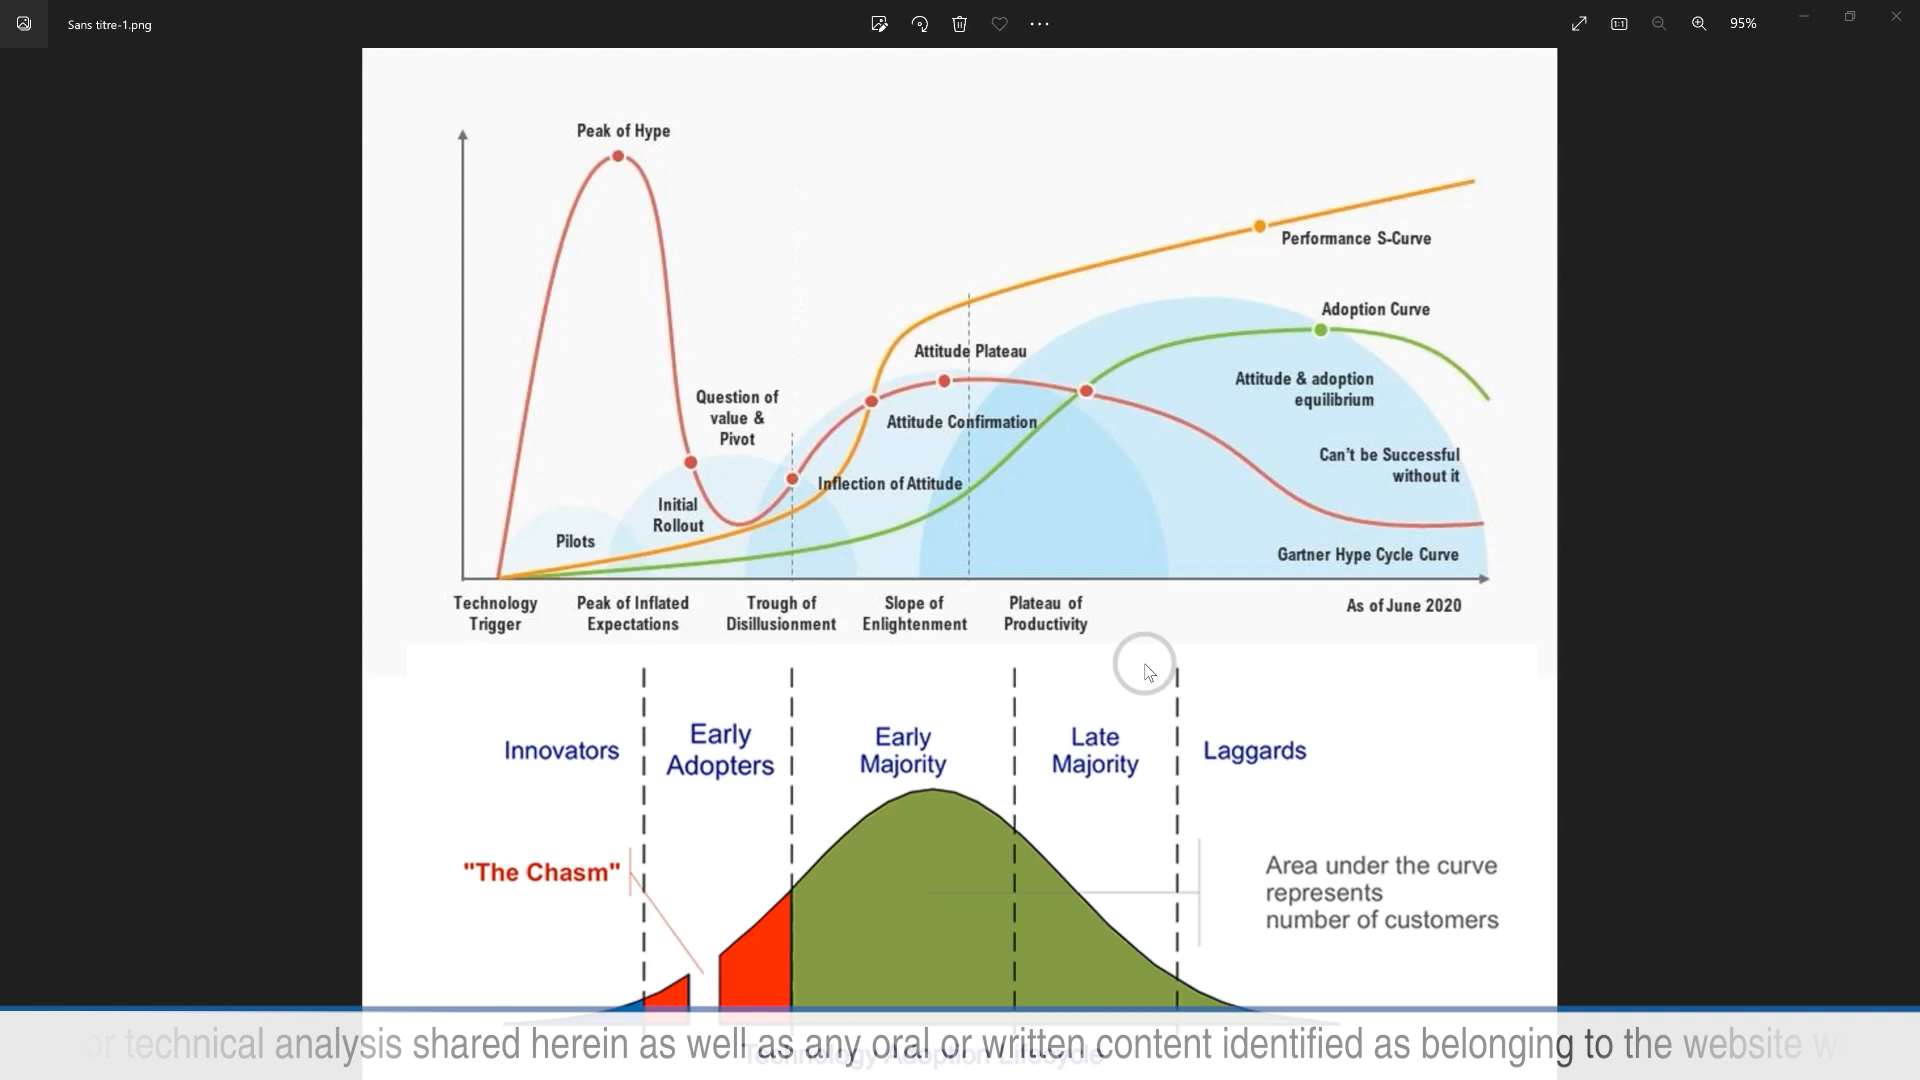 Sans titre-1.png
95%
Peak of Hype
Performance S-Curve
Adoption Curve
Attitude Plateau
Attitude & adoption
equilibrium
Question of
value &
Pivot
Attitude Confirmation
Can't be Successful
without it
Inflection of Attitude
Initial
Rollout
Pilots
Gartner Hype Cycle Curve
Technology
Trigger
Peak of Inflated
Expectations
Trough of
Disillusionment
Slope of
Enlightenment
Plateau of
Productivity
As of June 2020
Innovators
Early
Adopters
Early
Majority
Late
Majority
Laggards
"The Chasm"
Area under the curve
represents
number of customers
or technical analysis shared herein as well as any oral or written content identified as belonging to the website w
Technology Adoption Lifecycle